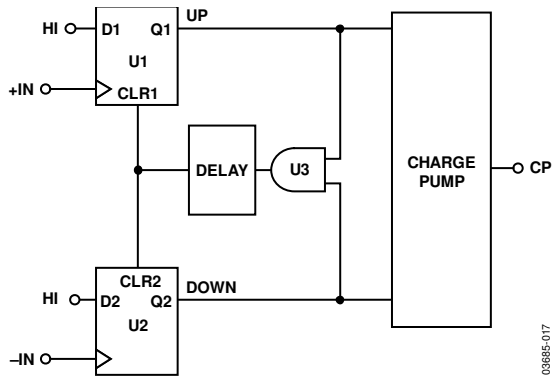 UP
HI
D1
Q1
U1
+IN
CLR1
DELAY
U3
CHARGE
PUMP
CP
CLR2
DOWN
HI
D2
Q2
U2
–IN
03685-017